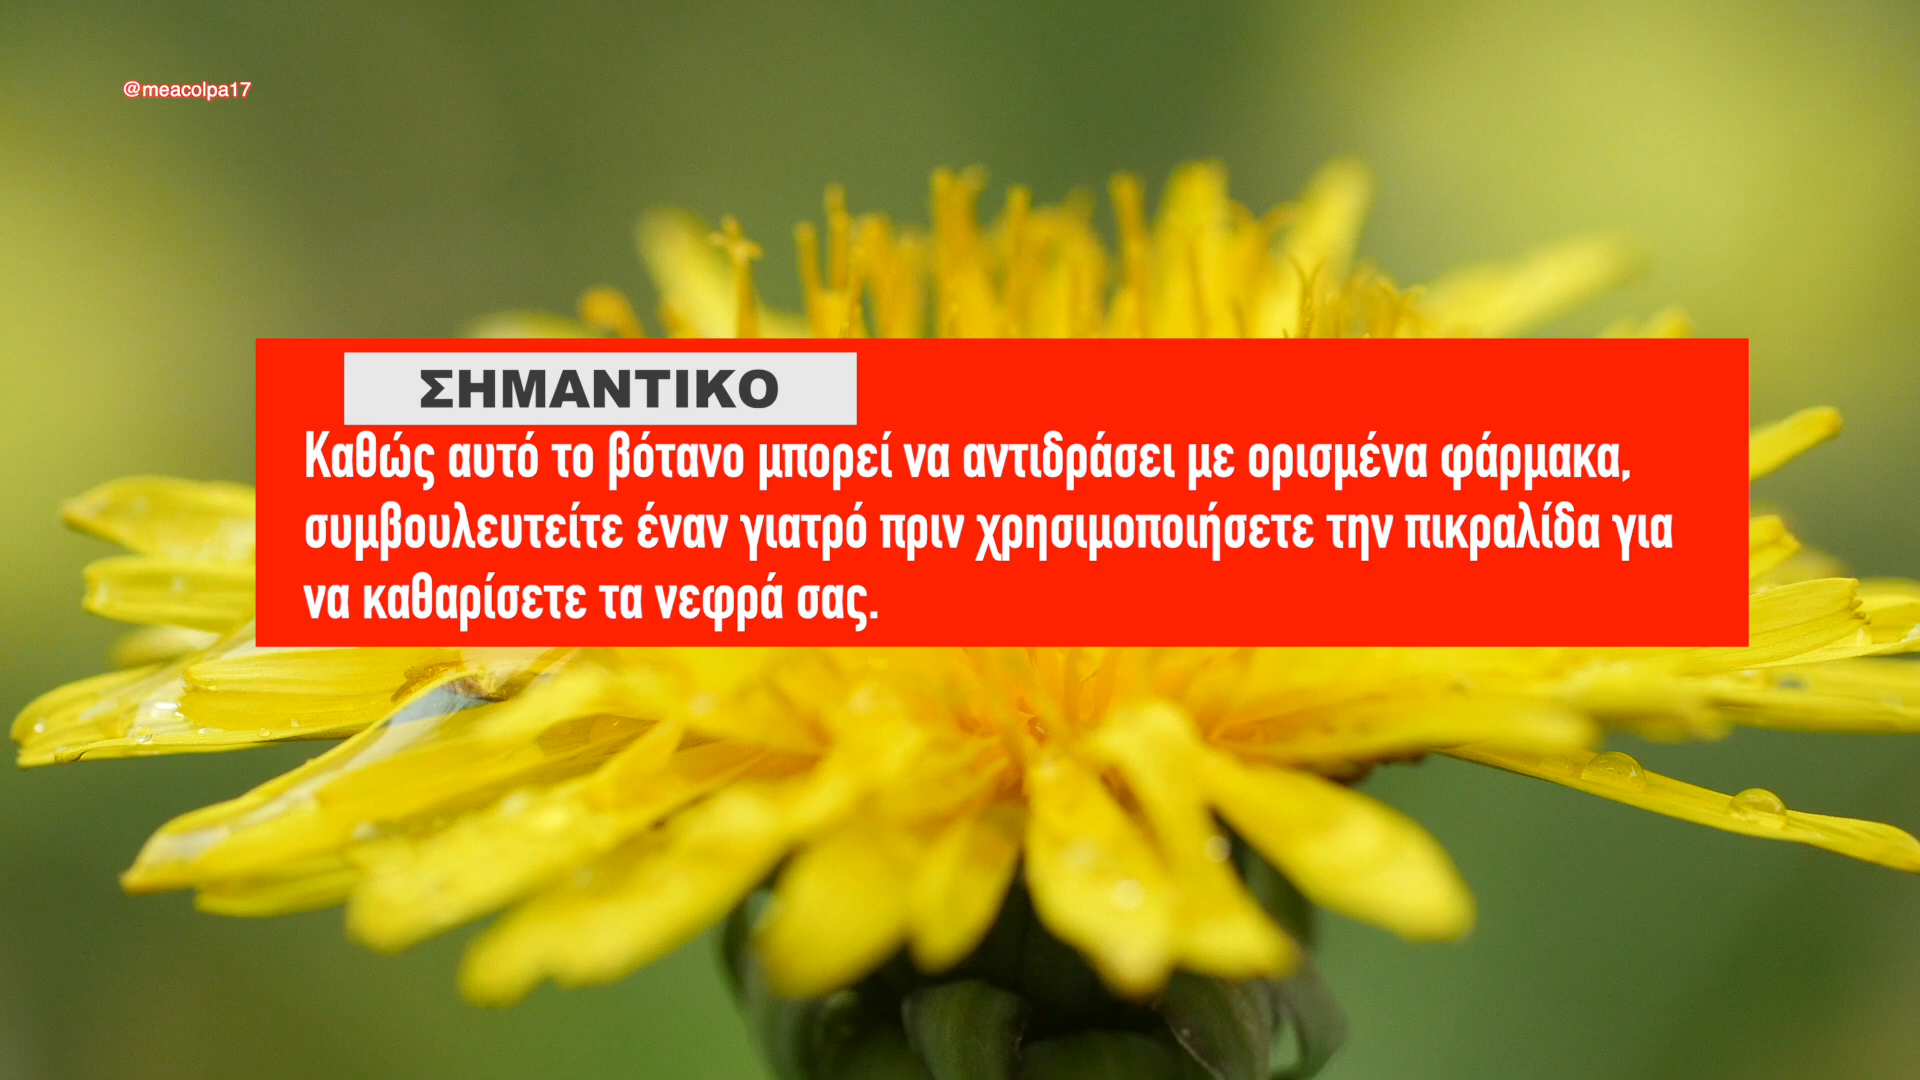 @meacolpa17
ΣΗΜΑΝΤΙΚΟ
Καθώς αυτό το βότανο μπορεί να αντιδράσει με ορισμένα φάρμακα,
συμβουλευτείτε έναν γιατρό πριν χρησιμοποιήσετε την πικραλίδα για
να καθαρίσετε τα νεφρά σας.